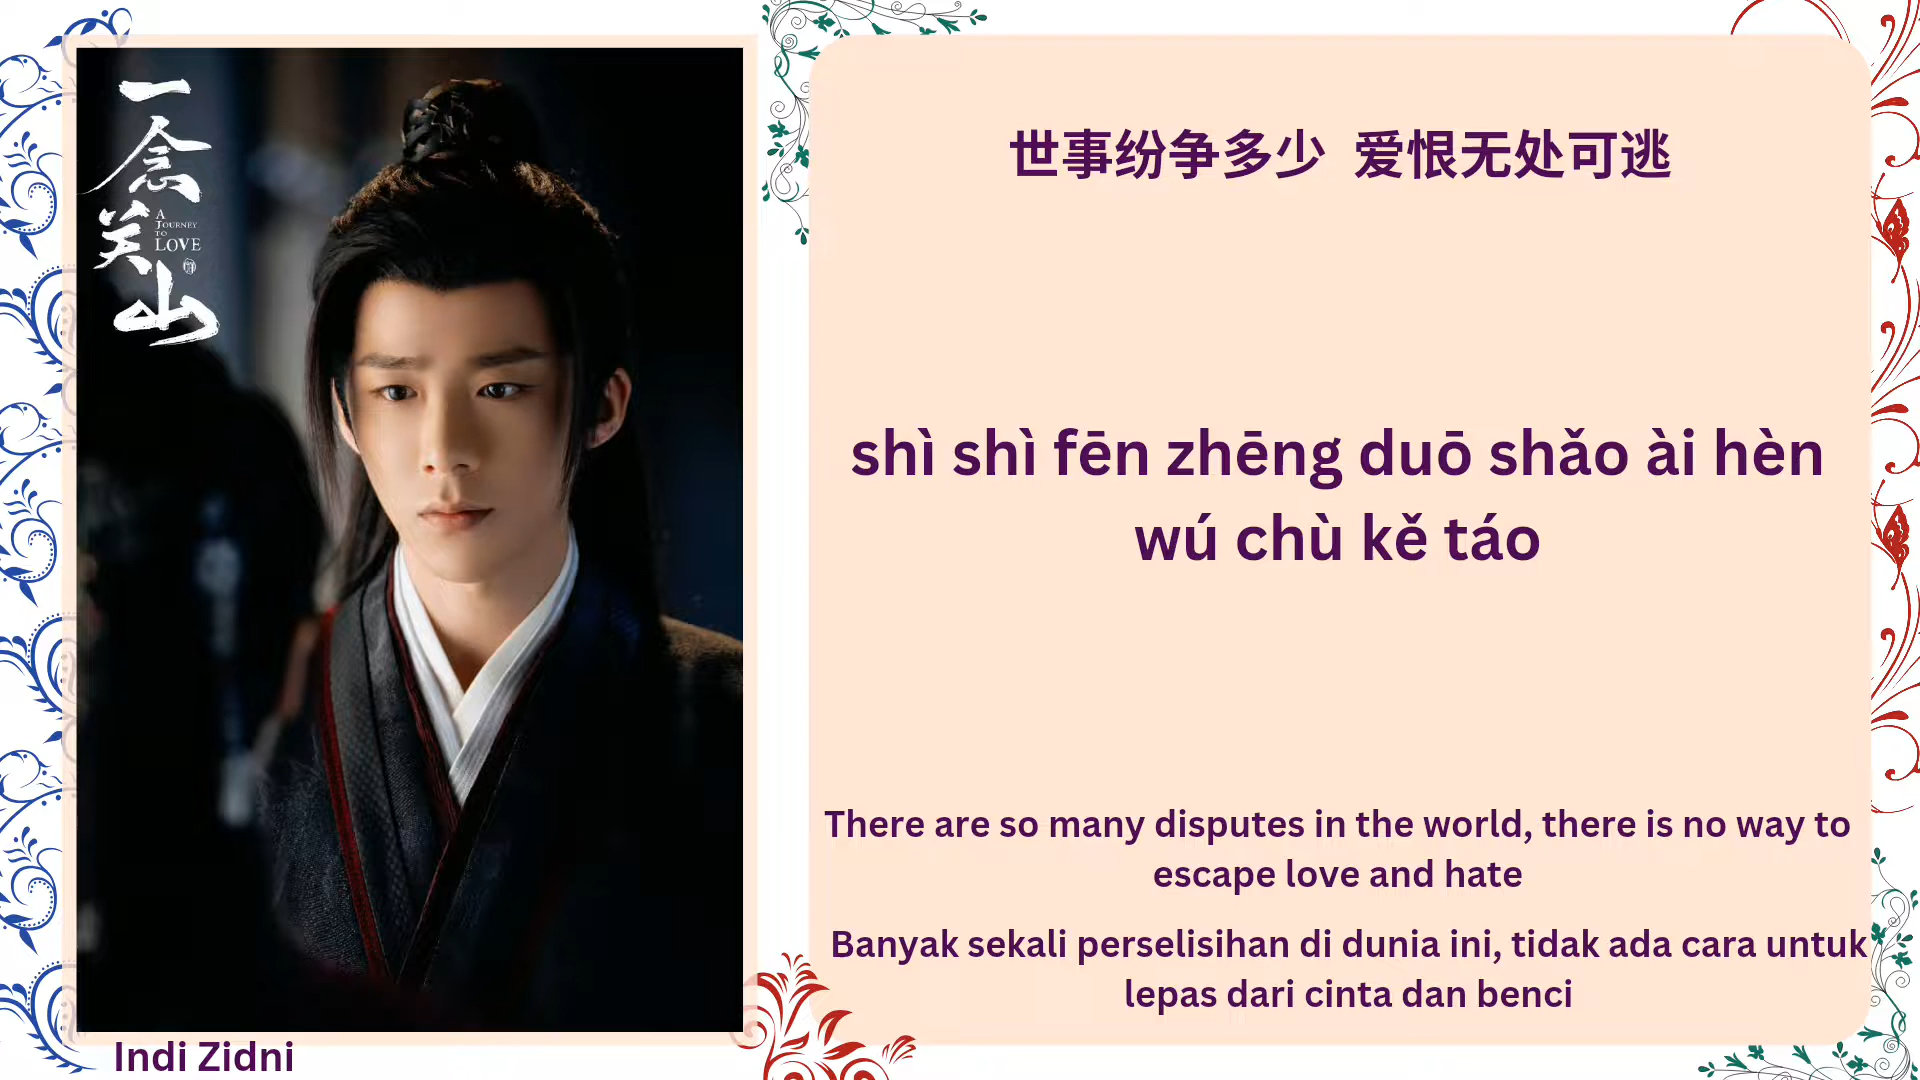 一念关山
A
JOURNEY
TO
LOVE
世事纷争多少 爱恨无处可逃
shì shì fēn zhēng duō shǎo ài hèn
wú chù kě táo
There are so many disputes in the world, there is no way to
escape love and hate
Banyak sekali perselisihan di dunia ini, tidak ada cara untuk
lepas dari cinta dan benci
Indi Zidni